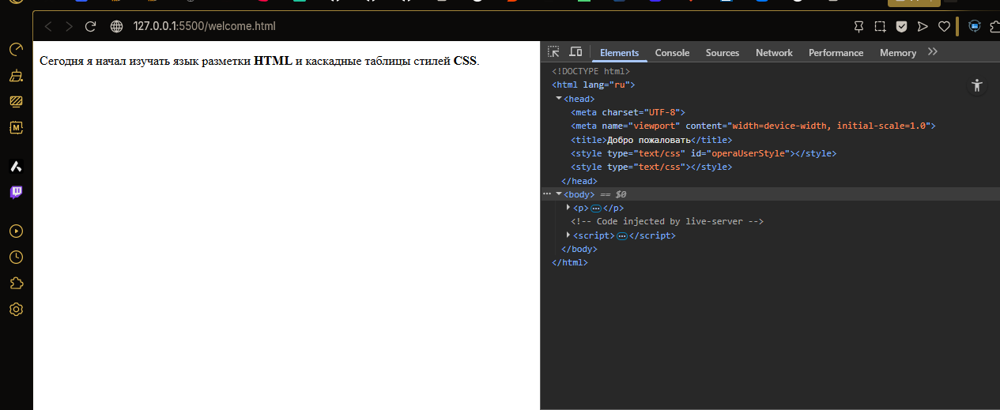 127.0.0.1:5500/welcome.html
Сегодня я начал изучать язык разметки HTML и каскадные таблицы стилей CSS.
Elements Console Sources Network Performance Memory
<!DOCTYPE html>
<html lang="ru">
<head>
<meta charset="UTF-8">
<meta name="viewport" content="width=device-width, initial-scale=1.0">
<title>Добро пожаловать</title>
<style type="text/css" id="operaUserStyle"></style>
<style type="text/css"></style>
</head>
<body> == $0
<p>…</p>
<!-- Code injected by live-server -->
<script>…</script>
</body>
</html>
M